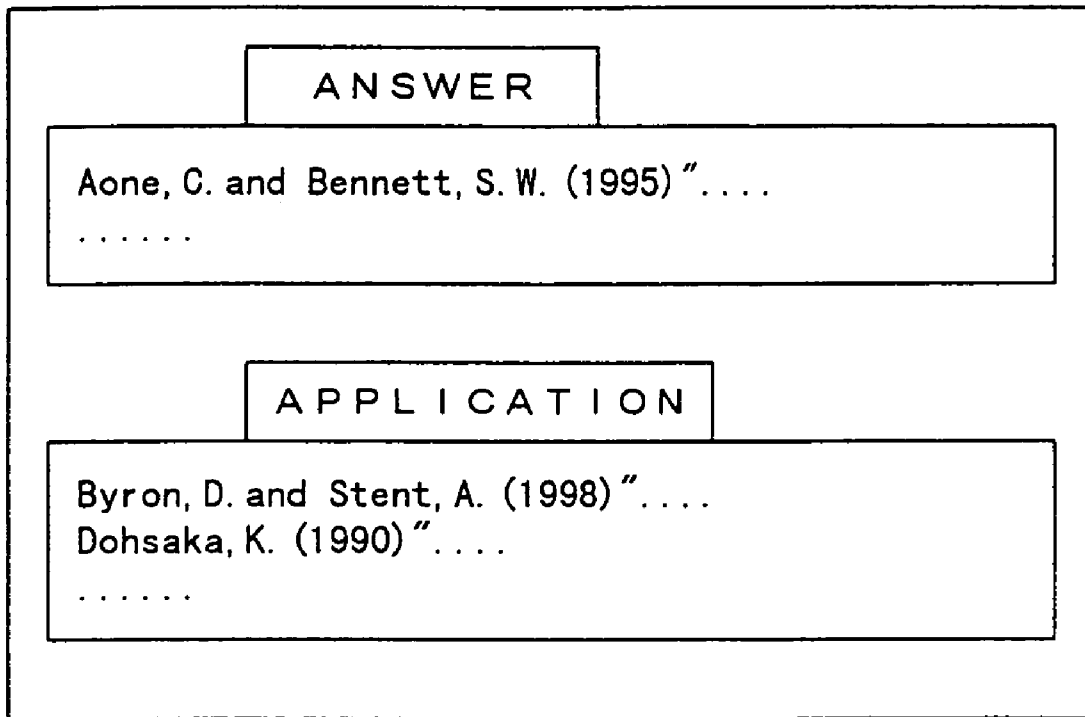 ANSWER
Aone, C. and Bennett, S. W. (1995)"....
......
APPLICATION
Byron, D. and Stent, A. (1998)"....
Dohsaka, K. (1990)"....
......